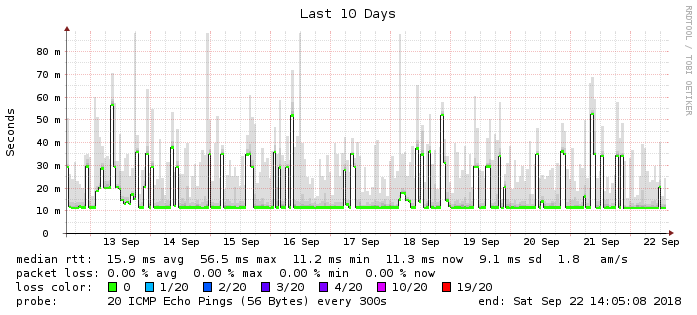 Last 10 Days
RRDTOOL / TOBI OETIKER
Seconds
80 m
70 m
60 m
50 m
40 m
30 m
20 m
10 m
0
13 Sep 14 Sep 15 Sep 16 Sep 17 Sep 18 Sep 19 Sep 20 Sep 21 Sep 22 Sep
median rtt: 15.9 ms avg 56.5 ms max 11.2 ms min 11.3 ms now 9.1 ms sd 1.8 am/s
packet loss: 0.00 % avg 0.00 % max 0.00 % min 0.00 % now
loss color: 0 1/20 2/20 3/20 4/20 10/20 19/20
probe: 20 ICMP Echo Pings (56 Bytes) every 300s end: Sat Sep 22 14:05:08 2018